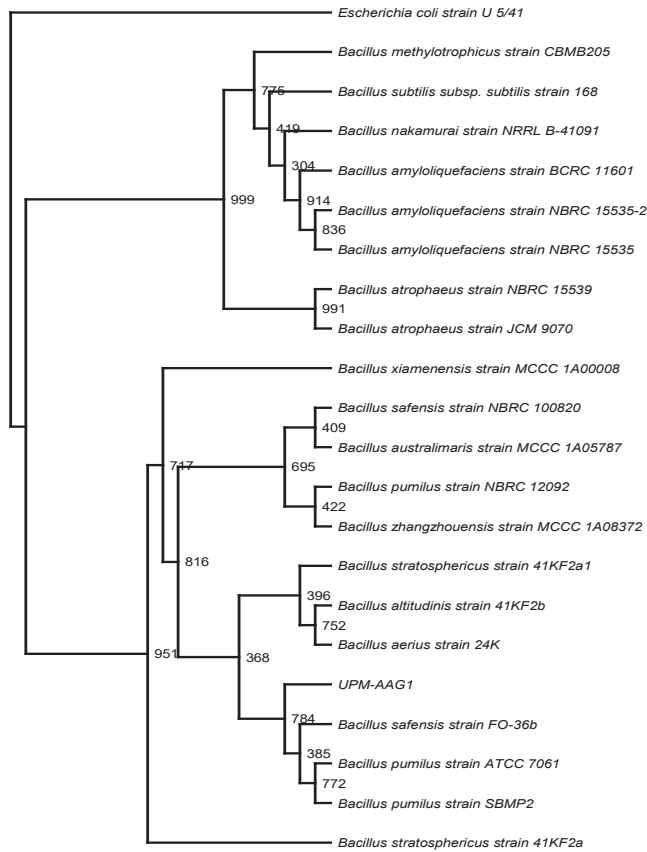 Escherichia coli strain U 5/41
Bacillus methylotrophicus strain CBMB205
775
Bacillus subtilis subsp. subtilis strain 168
419
Bacillus nakamurai strain NRRL B-41091
304
Bacillus amyloliquefaciens strain BCRC 11601
999
914
Bacillus amyloliquefaciens strain NBRC 15535-2
836
Bacillus amyloliquefaciens strain NBRC 15535
Bacillus atrophaeus strain NBRC 15539
991
Bacillus atrophaeus strain JCM 9070
Bacillus xiamenensis strain MCCC 1A00008
Bacillus safensis strain NBRC 100820
409
Bacillus australimaris strain MCCC 1A05787
717
695
Bacillus pumilus strain NBRC 12092
422
Bacillus zhangzhouensis strain MCCC 1A08372
816
Bacillus stratosphericus strain 41KF2a1
396
Bacillus altitudinis strain 41KF2b
752
Bacillus aerius strain 24K
951
368
UPM-AAG1
784
Bacillus safensis strain FO-36b
385
Bacillus pumilus strain ATCC 7061
772
Bacillus pumilus strain SBMP2
Bacillus stratosphericus strain 41KF2a